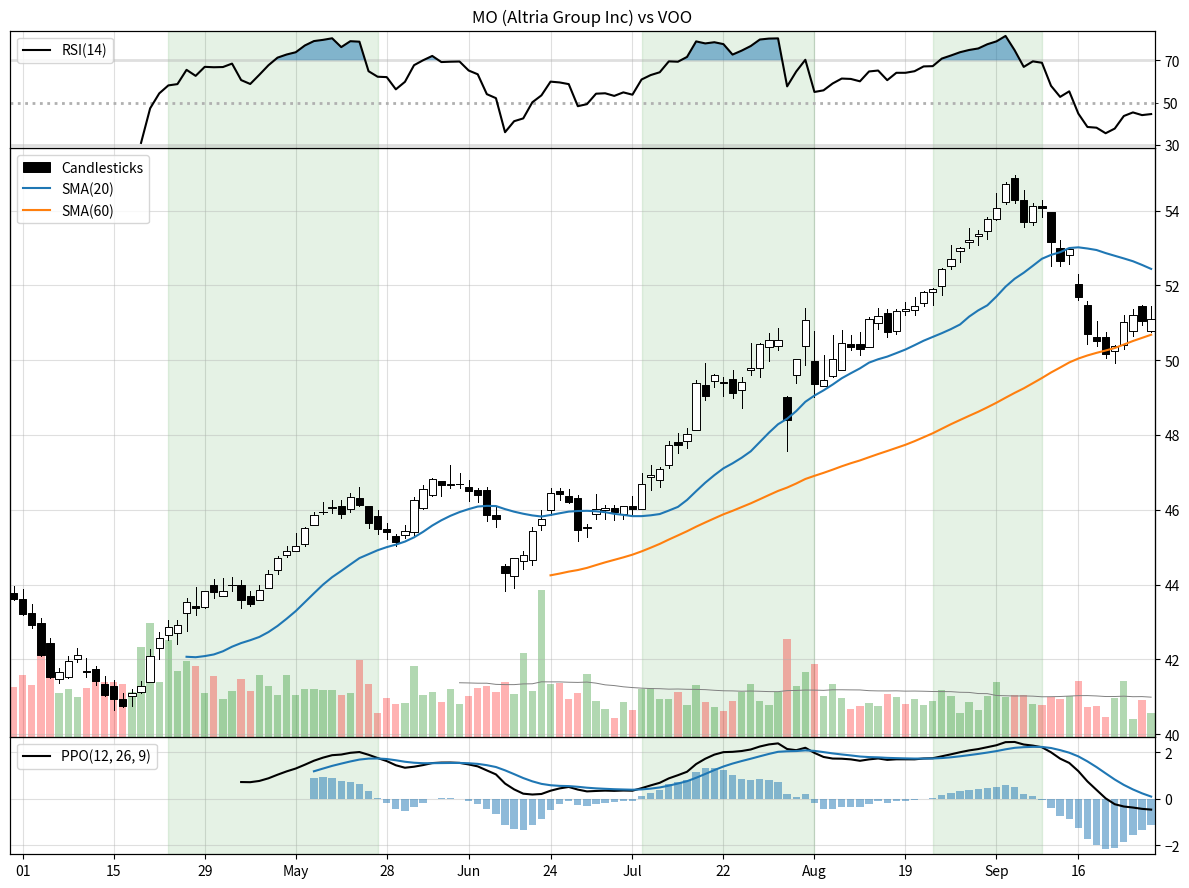 MO (Altria Group Inc) vs VOO
RSI(14)
70
50
30
Candlesticks
SMA(20)
SMA(60)
54
52
50
48
46
44
42
40
PPO(12, 26, 9)
2
0
−2
01 15 29 May 28 Jun 24 Jul 22 Aug 19 Sep 16